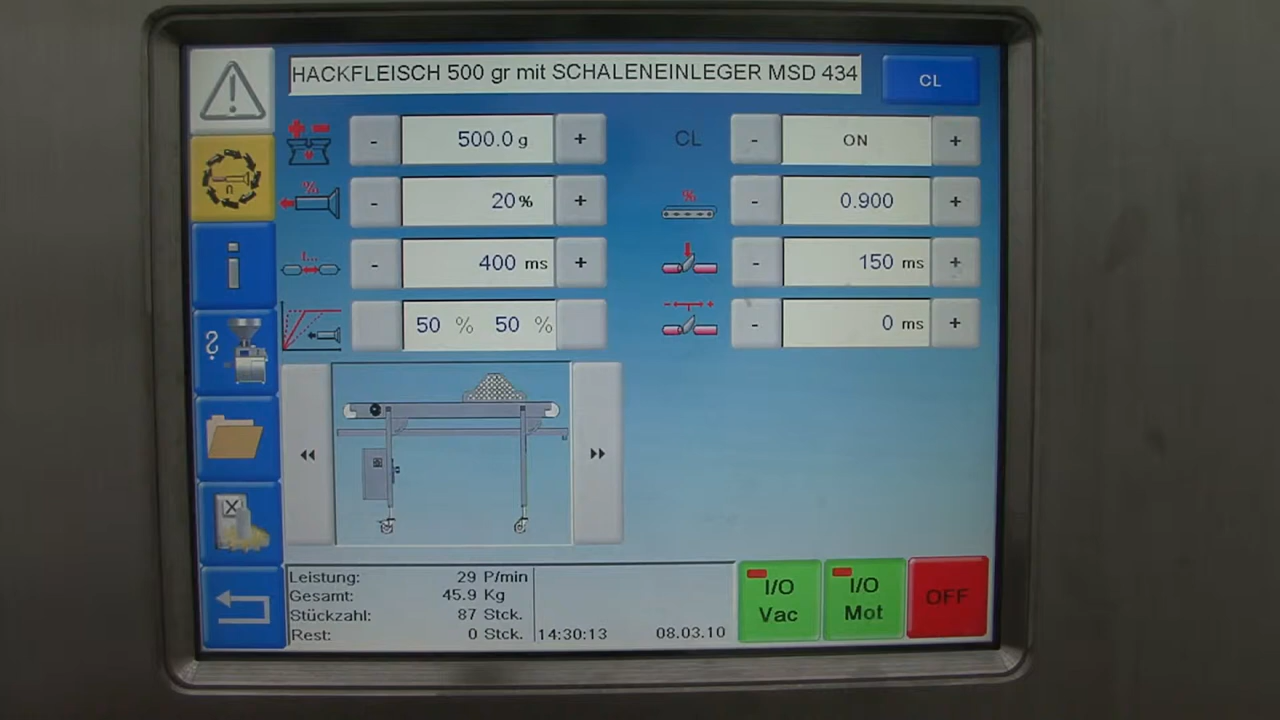 HACKFLEISCH 500 gr mit SCHALENEINLEGER MSD 434
CL
- 500.0 g +
CL - ON +
%
- 20 % +
% - 0.900 +
- 400 ms +
- 150 ms +
50 % 50 %
- 0 ms +
?
i
X
Leistung: 29 P/min
Gesamt: 45.9 Kg
Stückzahl: 87 Stck.
Rest: 0 Stck.
14:30:13 08.03.10
I/O
Vac
I/O
Mot
OFF